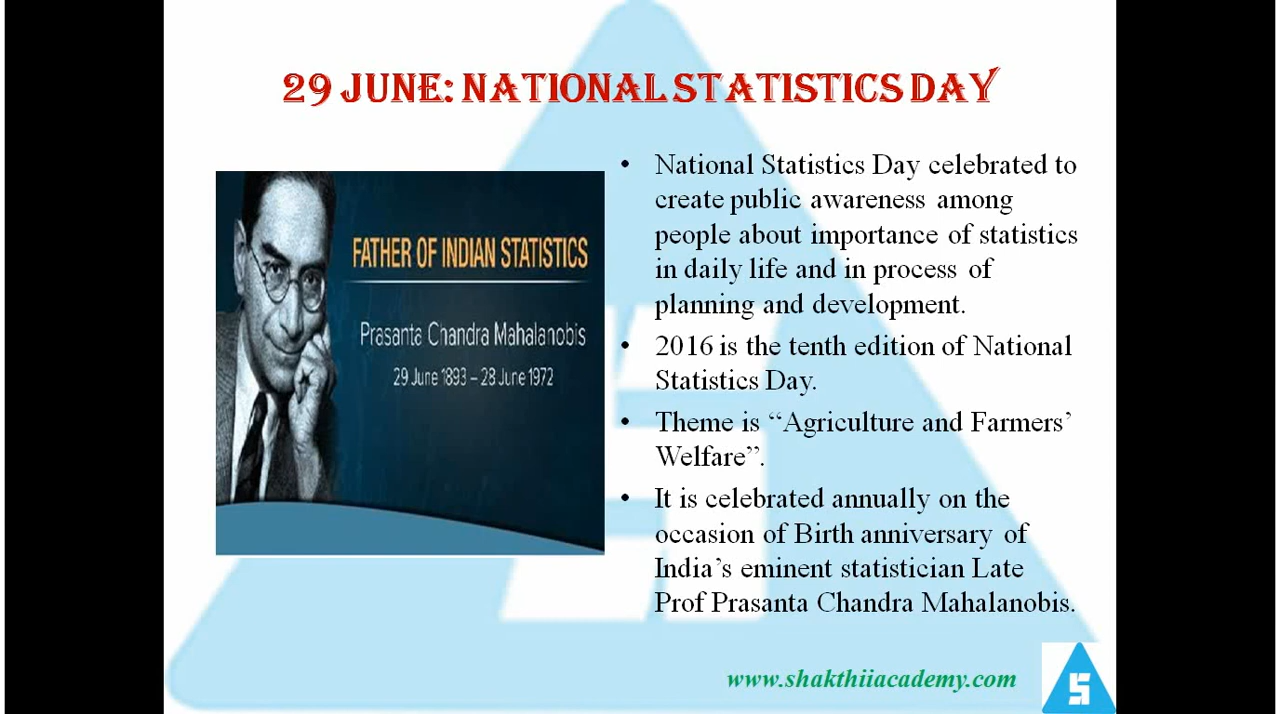 29 JUNE: NATIONAL STATISTICS DAY
FATHER OF INDIAN STATISTICS
Prasanta Chandra Mahalanobis
29 June 1893 – 28 June 1972
• National Statistics Day celebrated to
create public awareness among
people about importance of statistics
in daily life and in process of
planning and development.
• 2016 is the tenth edition of National
Statistics Day.
• Theme is “Agriculture and Farmers’
Welfare”.
• It is celebrated annually on the
occasion of Birth anniversary of
India’s eminent statistician Late
Prof Prasanta Chandra Mahalanobis.
www.shakthiiacademy.com
S